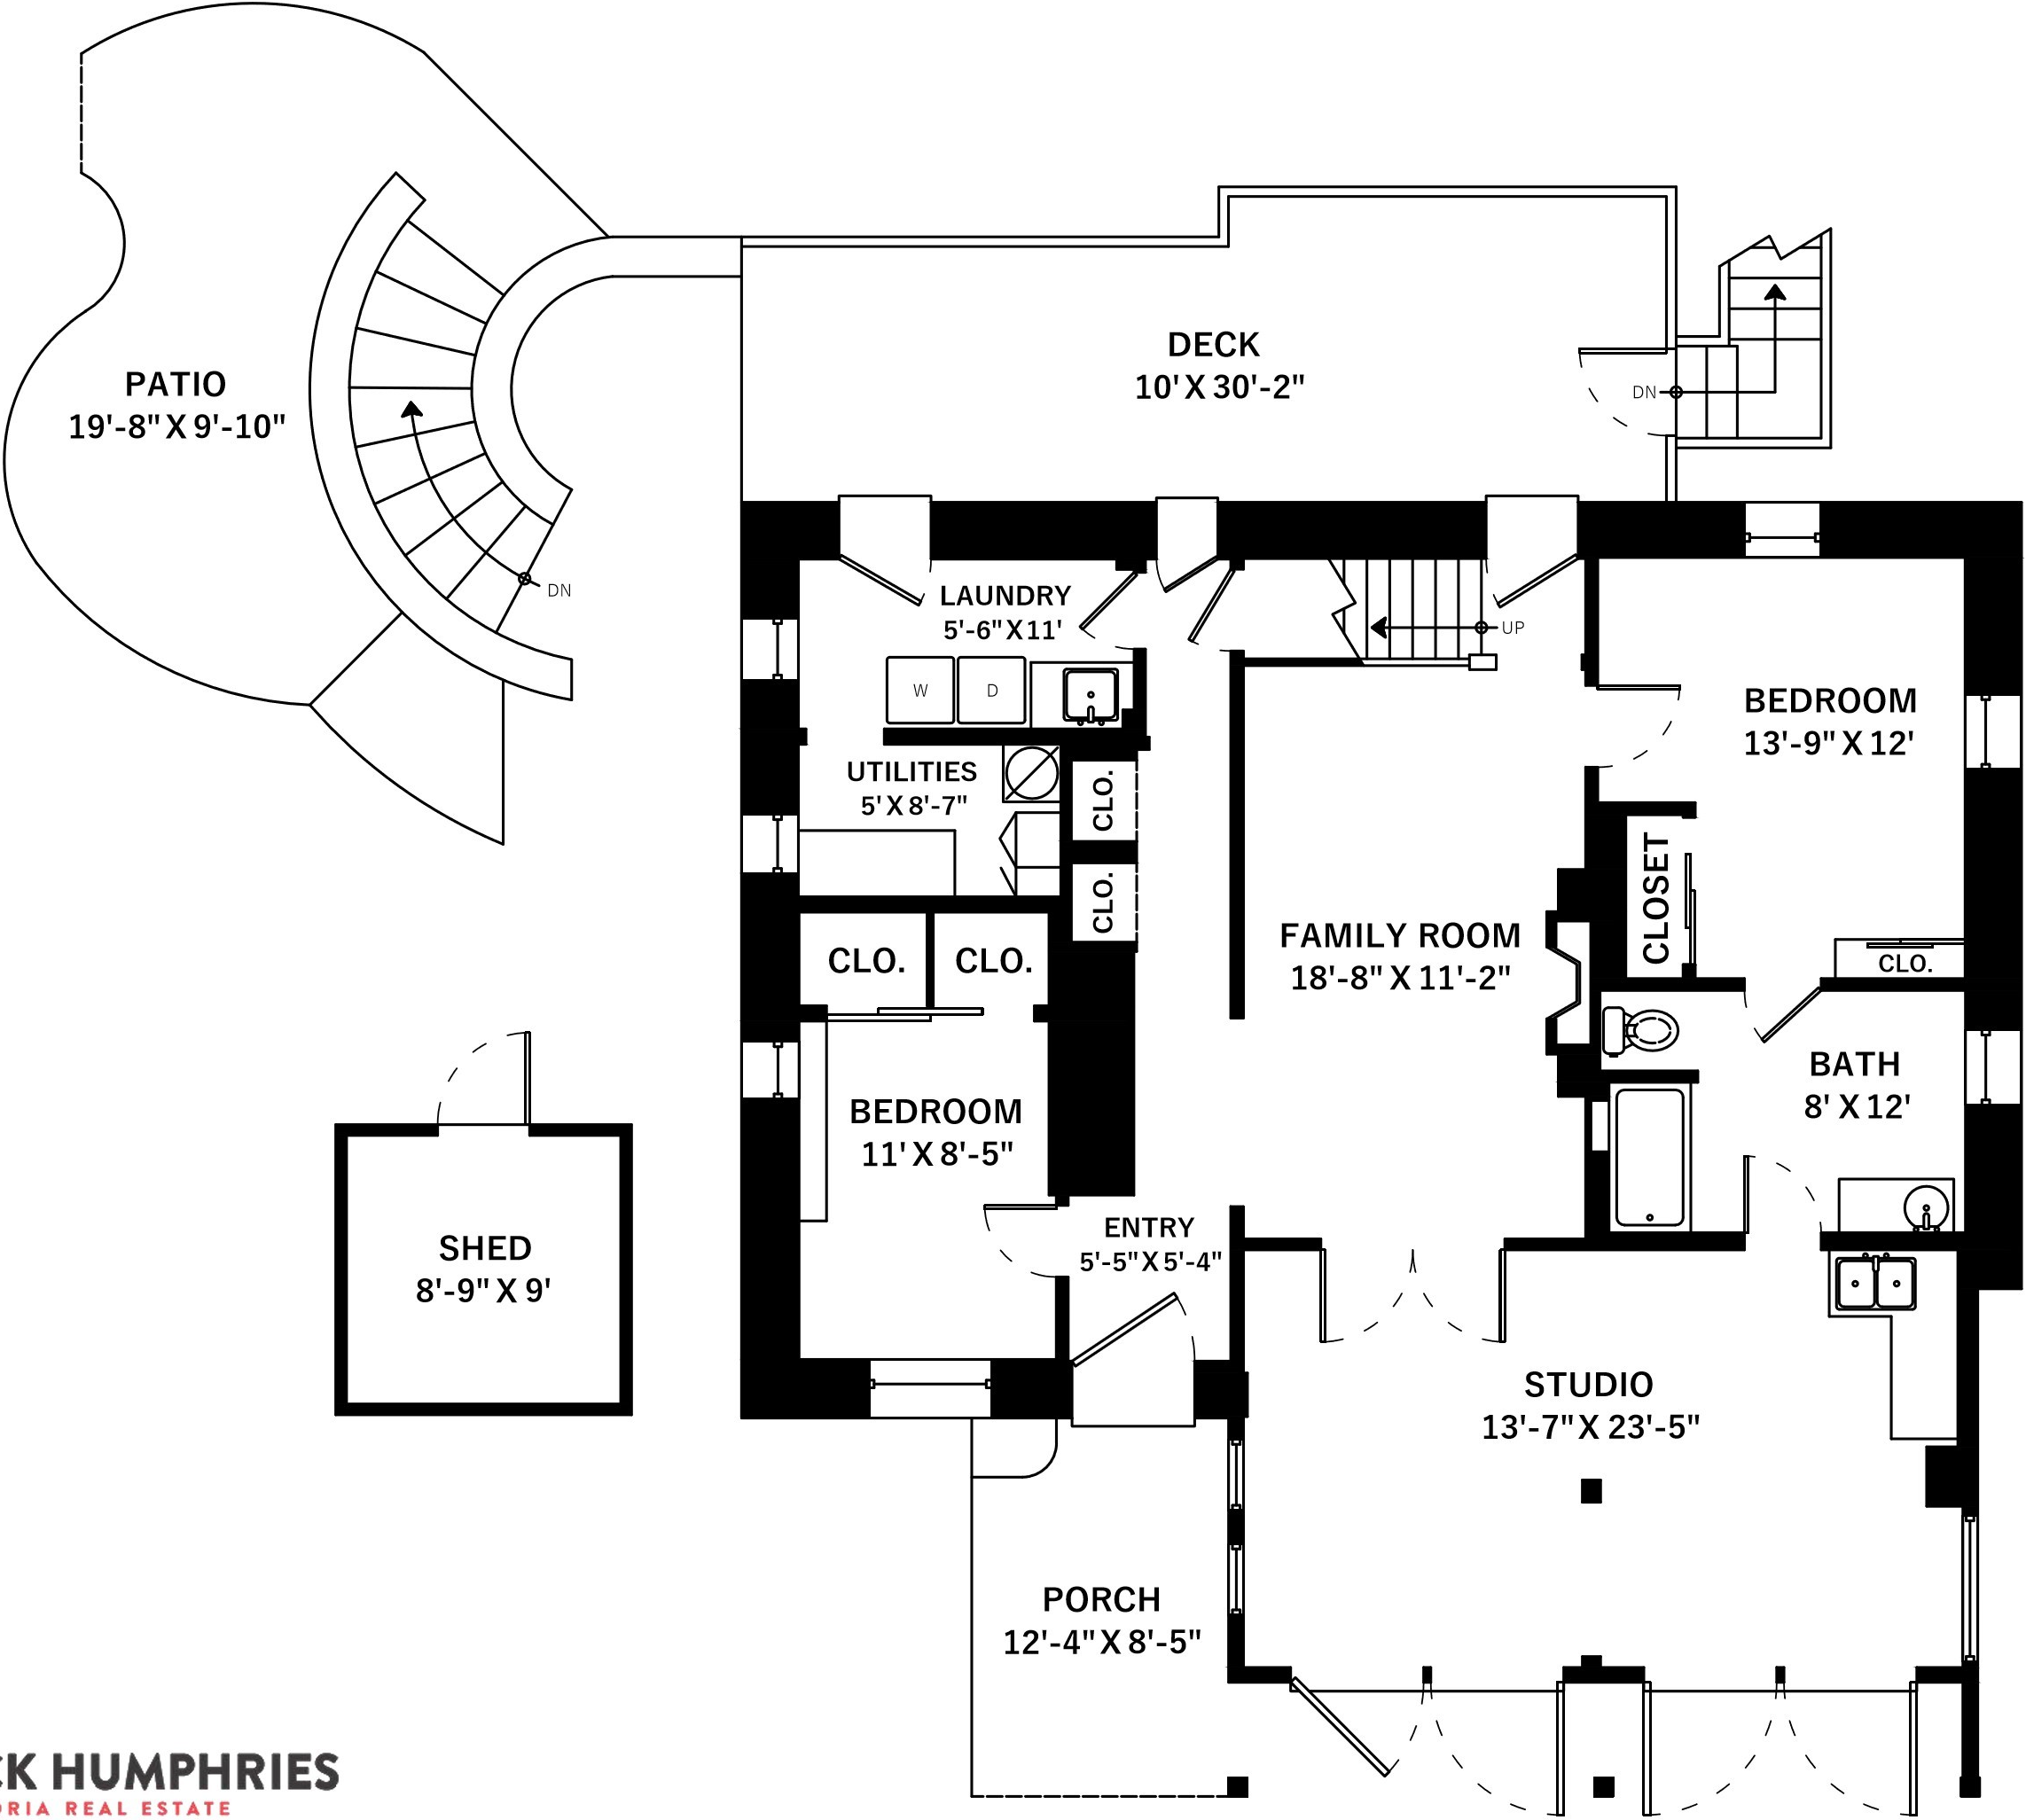 PATIO
19'-8" X 9'-10"
DN
DECK
10' X 30'-2"
DN
LAUNDRY
5'-6" X 11'
W
D
UP
BEDROOM
13'-9" X 12'
UTILITIES
5' X 8'-7"
CLO.
CLO.
CLOSET
FAMILY ROOM
18'-8" X 11'-2"
CLO.
CLO.
CLO.
BATH
8' X 12'
BEDROOM
11' X 8'-5"
SHED
8'-9" X 9'
ENTRY
5'-5" X 5'-4"
STUDIO
13'-7" X 23'-5"
PORCH
12'-4" X 8'-5"
CK HUMPHRIES
ORIA REAL ESTATE